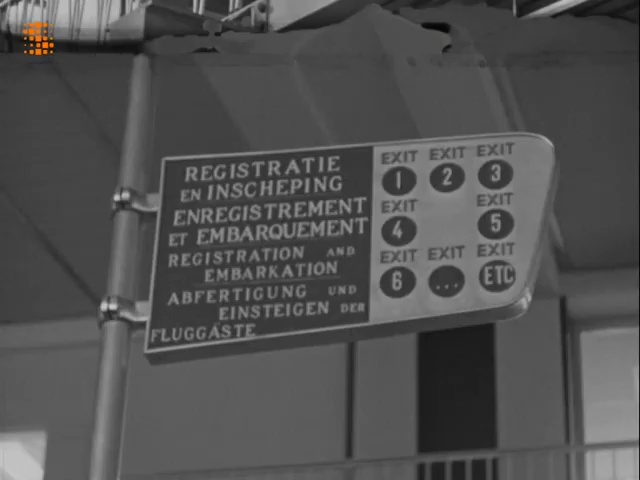 REGISTRATIE
EN INSCHEPING
ENREGISTREMENT
ET EMBARQUEMENT
REGISTRATION AND
EMBARKATION
ABFERTIGUNG UND
EINSTEIGEN DER
FLUGGÄSTE
EXIT EXIT EXIT
1 2 3
EXIT EXIT
4 5
EXIT EXIT EXIT
6 ... ETC